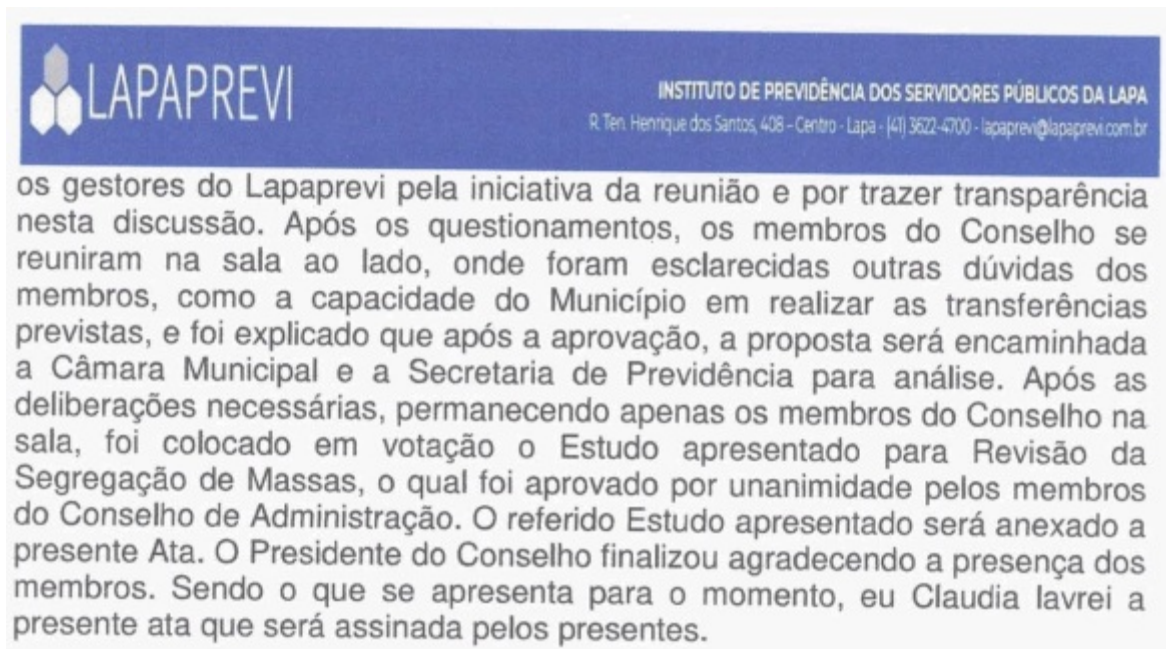 LAPAPREVI
INSTITUTO DE PREVIDÊNCIA DOS SERVIDORES PÚBLICOS DA LAPA
R. Ten. Henrique dos Santos, 408 - Centro - Lapa - (41) 3622-4700 - lapaprevi@lapaprevi.com.br
os gestores do Lapaprevi pela iniciativa da reunião e por trazer transparência
nesta discussão. Após os questionamentos, os membros do Conselho se
reuniram na sala ao lado, onde foram esclarecidas outras dúvidas dos
membros, como a capacidade do Município em realizar as transferências
previstas, e foi explicado que após a aprovação, a proposta será encaminhada
a Câmara Municipal e a Secretaria de Previdência para análise. Após as
deliberações necessárias, permanecendo apenas os membros do Conselho na
sala, foi colocado em votação o Estudo apresentado para Revisão da
Segregação de Massas, o qual foi aprovado por unanimidade pelos membros
do Conselho de Administração. O referido Estudo apresentado será anexado a
presente Ata. O Presidente do Conselho finalizou agradecendo a presença dos
membros. Sendo o que se apresenta para o momento, eu Claudia lavrei a
presente ata que será assinada pelos presentes.